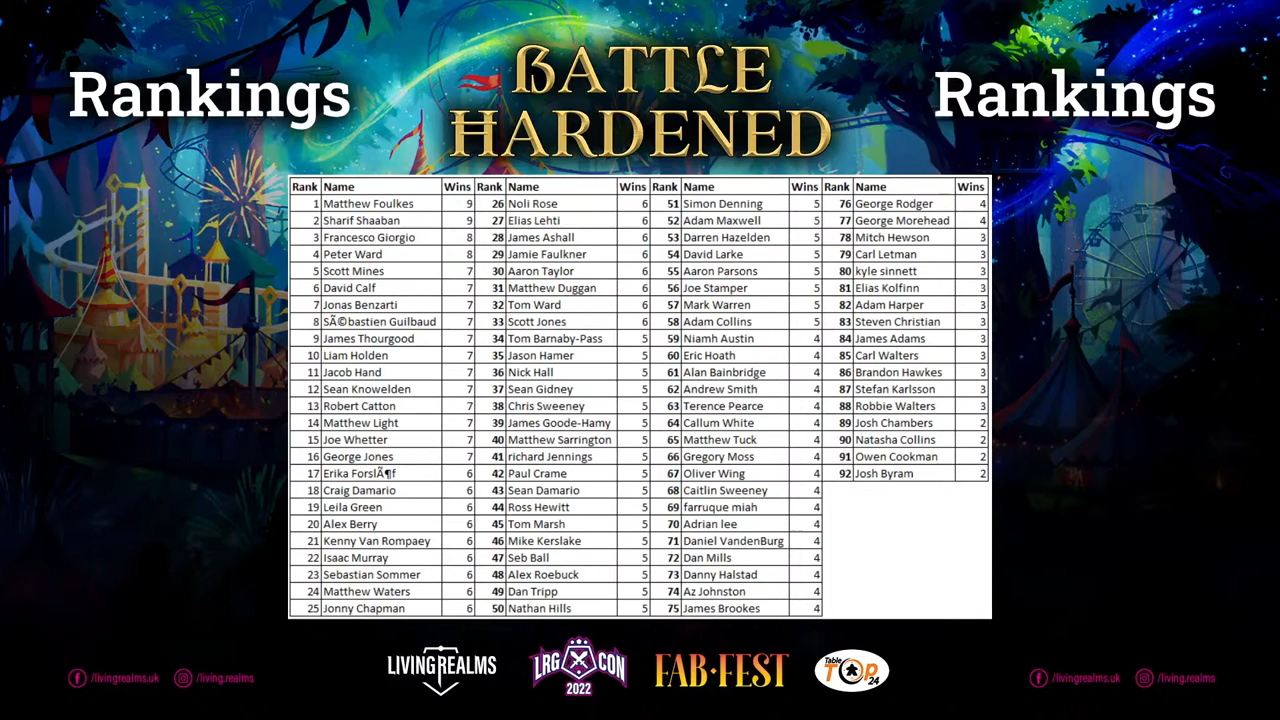 Rankings
BATTLE
HARDENED
Rankings
Rank Name Wins Rank Name Wins Rank Name Wins Rank Name Wins
1 Matthew Foulkes 9 26 Noli Rose 6 51 Simon Denning 5 76 George Rodger 4
2 Sharif Shaaban 9 27 Elias Lehti 6 52 Adam Maxwell 5 77 George Morehead 4
3 Francesco Giorgio 8 28 James Ashall 6 53 Darren Hazelden 5 78 Mitch Hewson 3
4 Peter Ward 8 29 Jamie Faulkner 6 54 David Larke 5 79 Carl Letman 3
5 Scott Mines 7 30 Aaron Taylor 6 55 Aaron Parsons 5 80 kyle sinnett 3
6 David Calf 7 31 Matthew Duggan 6 56 Joe Stamper 5 81 Elias Kolfinn 3
7 Jonas Benzarti 7 32 Tom Ward 6 57 Mark Warren 5 82 Adam Harper 3
8 SÃ©bastien Guilbaud 7 33 Scott Jones 6 58 Adam Collins 5 83 Steven Christian 3
9 James Thourgood 7 34 Tom Barnaby-Pass 5 59 Niamh Austin 4 84 James Adams 3
10 Liam Holden 7 35 Jason Hamer 5 60 Eric Hoath 4 85 Carl Walters 3
11 Jacob Hand 7 36 Nick Hall 5 61 Alan Bainbridge 4 86 Brandon Hawkes 3
12 Sean Knowelden 7 37 Sean Gidney 5 62 Andrew Smith 4 87 Stefan Karlsson 3
13 Robert Catton 7 38 Chris Sweeney 5 63 Terence Pearce 4 88 Robbie Walters 3
14 Matthew Light 7 39 James Goode-Hamy 5 64 Callum White 4 89 Josh Chambers 2
15 Joe Whetter 7 40 Matthew Sarrington 5 65 Matthew Tuck 4 90 Natasha Collins 2
16 George Jones 7 41 richard Jennings 5 66 Gregory Moss 4 91 Owen Cookman 2
17 Erika ForslÃ¶f 6 42 Paul Crame 5 67 Oliver Wing 4 92 Josh Byram 2
18 Craig Damario 6 43 Sean Damario 5 68 Caitlin Sweeney 4
19 Leila Green 6 44 Ross Hewitt 5 69 farruque miah 4
20 Alex Berry 6 45 Tom Marsh 5 70 Adrian lee 4
21 Kenny Van Rompaey 6 46 Mike Kerslake 5 71 Daniel VandenBurg 4
22 Isaac Murray 6 47 Seb Ball 5 72 Dan Mills 4
23 Sebastian Sommer 6 48 Alex Roebuck 5 73 Danny Halstad 4
24 Matthew Waters 6 49 Dan Tripp 5 74 Az Johnston 4
25 Jonny Chapman 6 50 Nathan Hills 5 75 James Brookes 4
/livingrealms.uk /living.realms
LIVINGREALMS
LRG CON
2022
FAB·FEST
Table
TOP
24
/livingrealms.uk /living.realms